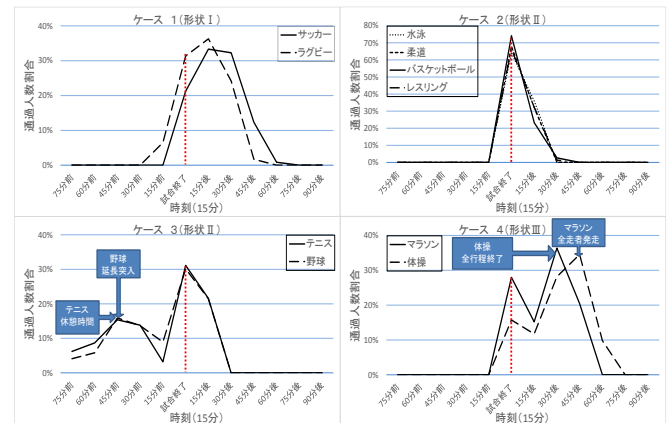 ケース 1(形状Ⅰ)
サッカー
ラグビー
通過人数割合
40%
30%
20%
10%
0%
75分前
60分前
45分前
30分前
15分前
試合終了
15分後
30分後
45分後
60分後
75分後
90分後
時刻(15分)
ケース 2(形状Ⅱ)
水泳
柔道
バスケットボール
レスリング
通過人数割合
80%
70%
60%
50%
40%
30%
20%
10%
0%
75分前
60分前
45分前
30分前
15分前
試合終了
15分後
30分後
45分後
60分後
75分後
90分後
時刻(15分)
ケース 3(形状Ⅱ)
テニス
野球
野球
延長突入
テニス
休憩時間
通過人数割合
40%
30%
20%
10%
0%
75分前
60分前
45分前
30分前
15分前
試合終了
15分後
30分後
45分後
60分後
75分後
90分後
時刻(15分)
ケース 4(形状Ⅲ)
マラソン
体操
体操
全行程終了
マラソン
全走者発走
通過人数割合
40%
30%
20%
10%
0%
75分前
60分前
45分前
30分前
15分前
試合終了
15分後
30分後
45分後
60分後
75分後
90分後
時刻(15分)